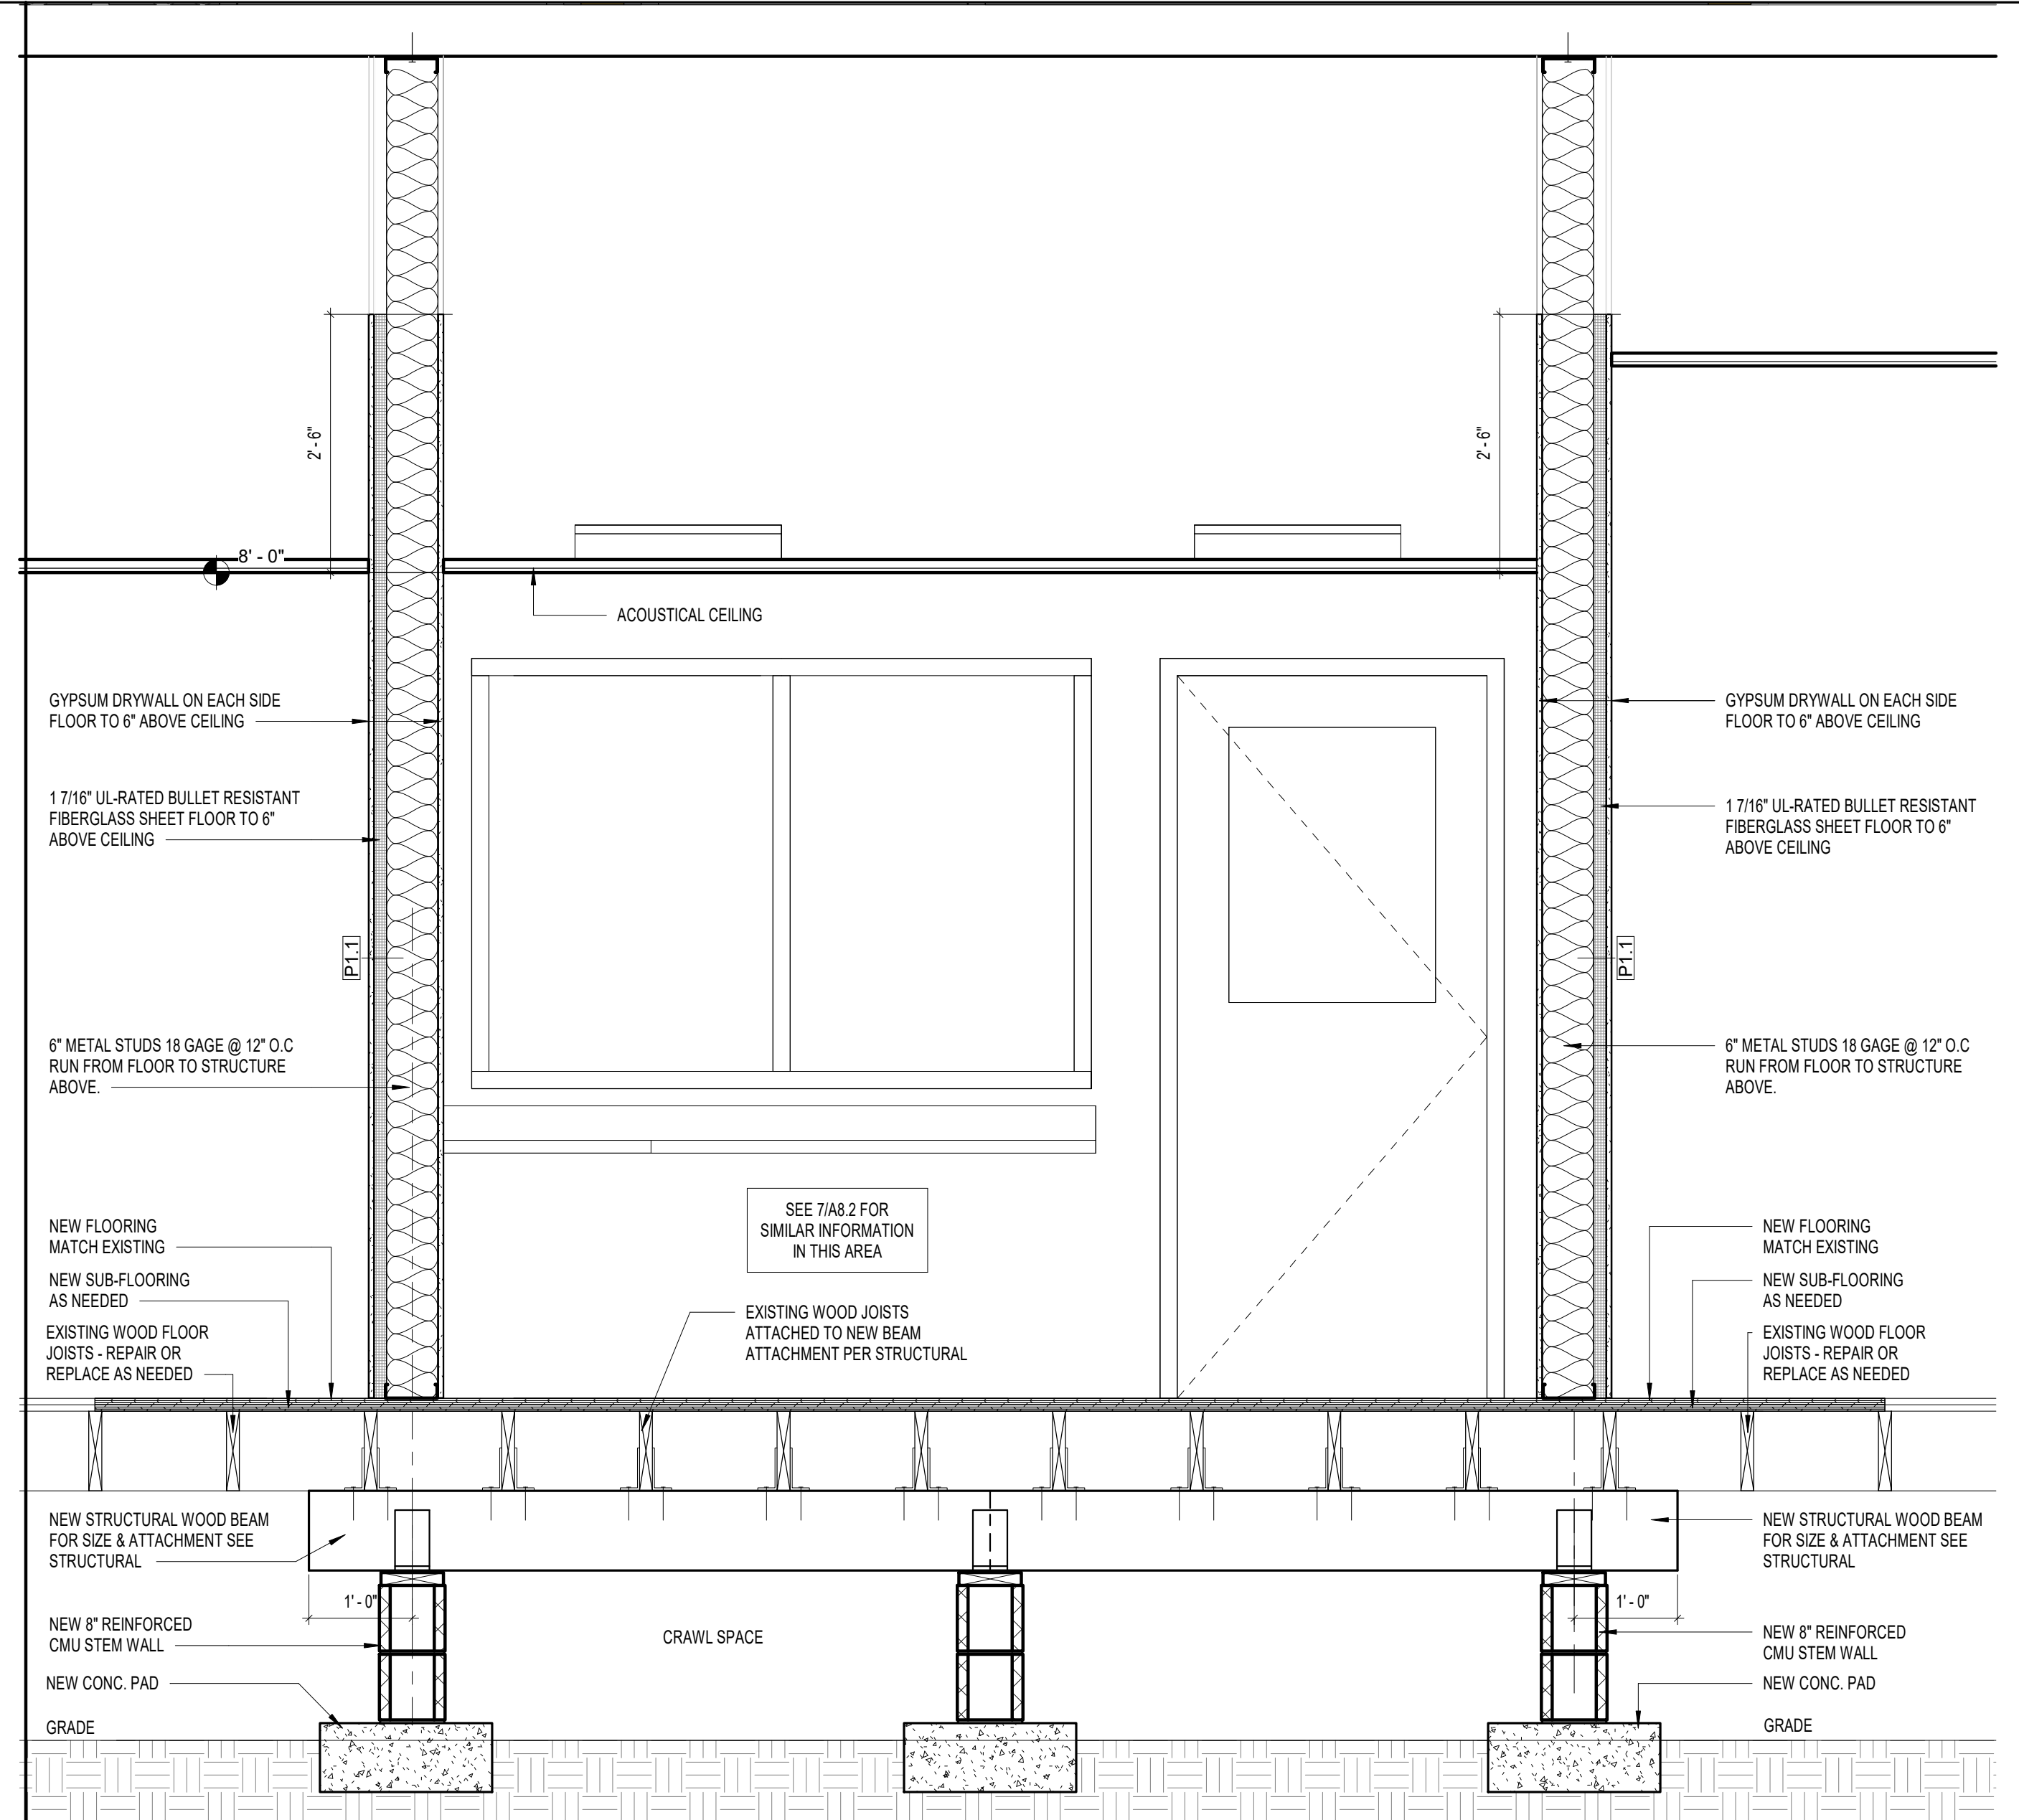 2' - 6"
2' - 6"
8' - 0"
ACOUSTICAL CEILING
GYPSUM DRYWALL ON EACH SIDE
FLOOR TO 6" ABOVE CEILING
GYPSUM DRYWALL ON EACH SIDE
FLOOR TO 6" ABOVE CEILING
1 7/16" UL-RATED BULLET RESISTANT
FIBERGLASS SHEET FLOOR TO 6"
ABOVE CEILING
1 7/16" UL-RATED BULLET RESISTANT
FIBERGLASS SHEET FLOOR TO 6"
ABOVE CEILING
P1.1
P1.1
6" METAL STUDS 18 GAGE @ 12" O.C
RUN FROM FLOOR TO STRUCTURE
ABOVE.
6" METAL STUDS 18 GAGE @ 12" O.C
RUN FROM FLOOR TO STRUCTURE
ABOVE.
SEE 7/A8.2 FOR
SIMILAR INFORMATION
IN THIS AREA
NEW FLOORING
MATCH EXISTING
NEW FLOORING
MATCH EXISTING
NEW SUB-FLOORING
AS NEEDED
NEW SUB-FLOORING
AS NEEDED
EXISTING WOOD FLOOR
JOISTS - REPAIR OR
REPLACE AS NEEDED
EXISTING WOOD JOISTS
ATTACHED TO NEW BEAM
ATTACHMENT PER STRUCTURAL
EXISTING WOOD FLOOR
JOISTS - REPAIR OR
REPLACE AS NEEDED
NEW STRUCTURAL WOOD BEAM
FOR SIZE & ATTACHMENT SEE
STRUCTURAL
NEW STRUCTURAL WOOD BEAM
FOR SIZE & ATTACHMENT SEE
STRUCTURAL
1' - 0"
1' - 0"
NEW 8" REINFORCED
CMU STEM WALL
CRAWL SPACE
NEW 8" REINFORCED
CMU STEM WALL
NEW CONC. PAD
NEW CONC. PAD
GRADE
GRADE